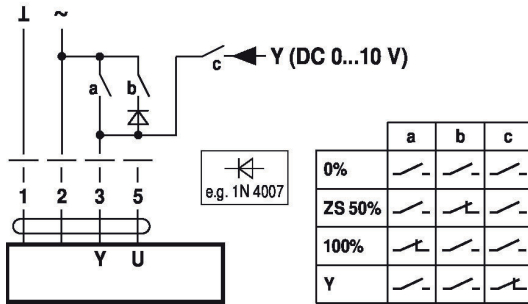 ⊥ ~
c Y (DC 0...10 V)
a b
1 2 3 5
Y U
e.g. 1N 4007
a b c
0%
ZS 50%
100%
Y